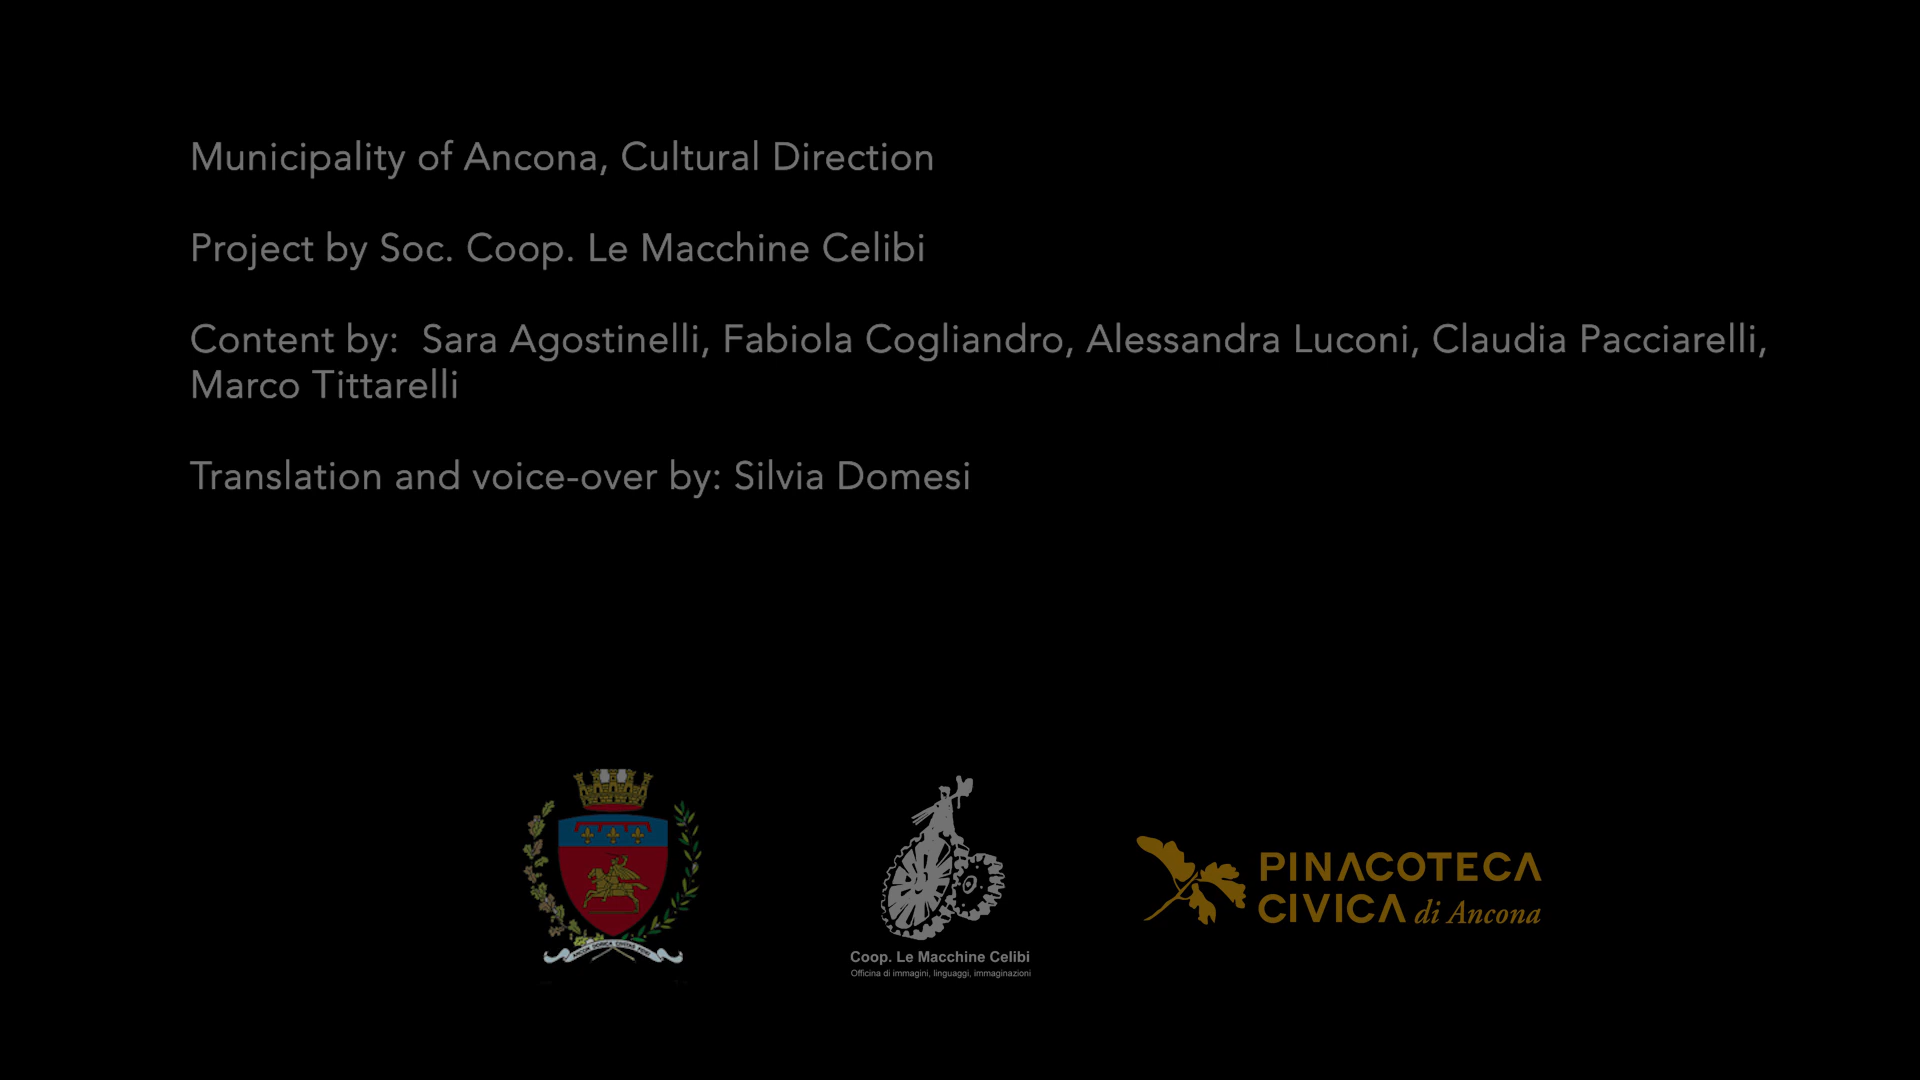 Municipality of Ancona, Cultural Direction
Project by Soc. Coop. Le Macchine Celibi
Content by:  Sara Agostinelli, Fabiola Cogliandro, Alessandra Luconi, Claudia Pacciarelli,
Marco Tittarelli
Translation and voice-over by: Silvia Domesi
PINACOTECA
CIVICA di Ancona
Coop. Le Macchine Celibi
Officina di immagini, linguaggi, immaginazioni